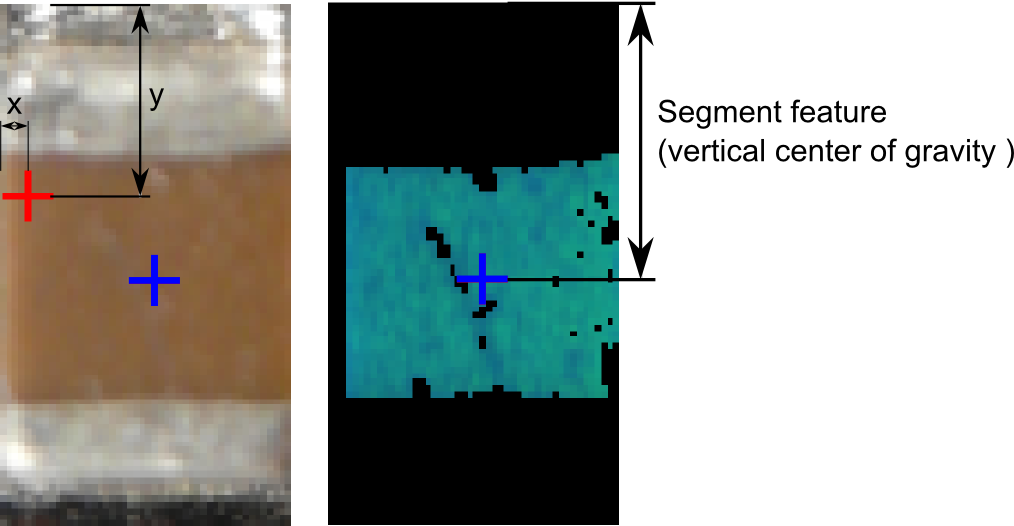 x
y
Segment feature
(vertical center of gravity )